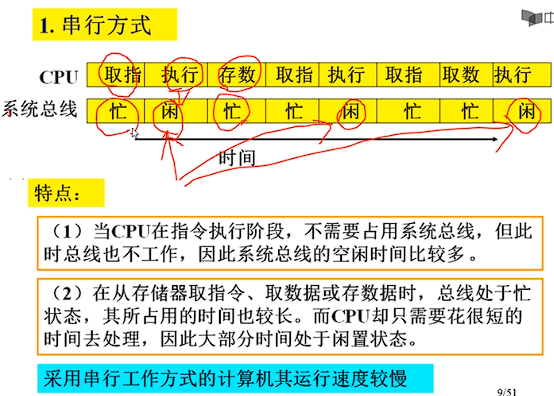 1. 串行方式
CPU 取指 执行 存数 取指 执行 取指 取数 执行
系统总线 忙 闲 忙 忙 闲 忙 忙 闲
时间
特点：
（1）当CPU在指令执行阶段，不需要占用系统总线，但此
时总线也不工作，因此系统总线的空闲时间比较多。
（2）在从存储器取指令、取数据或存数据时，总线处于忙
状态，其所占用的时间也较长。而CPU却只需要花很短的
时间去处理，因此大部分时间处于闲置状态。
采用串行工作方式的计算机其运行速度较慢
9/51